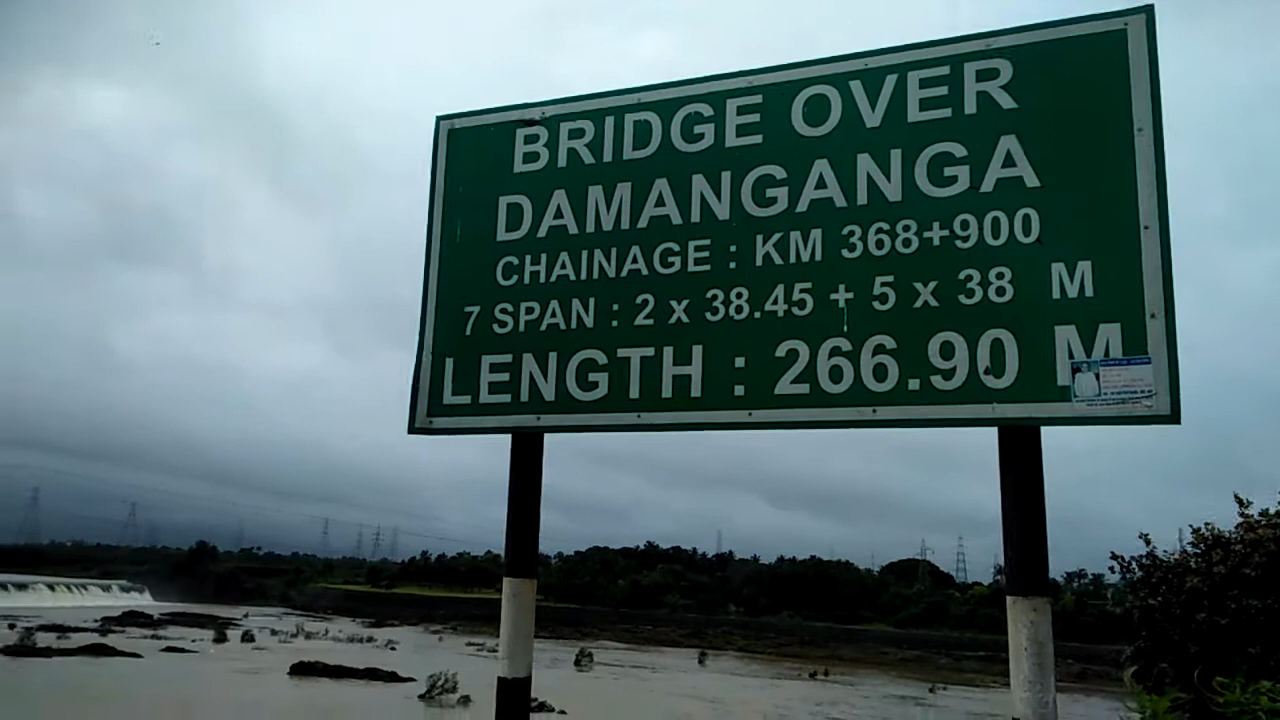 BRIDGE OVER
DAMANGANGA
CHAINAGE : KM 368+900
7 SPAN : 2 x 38.45 + 5 x 38 M
LENGTH : 266.90 M